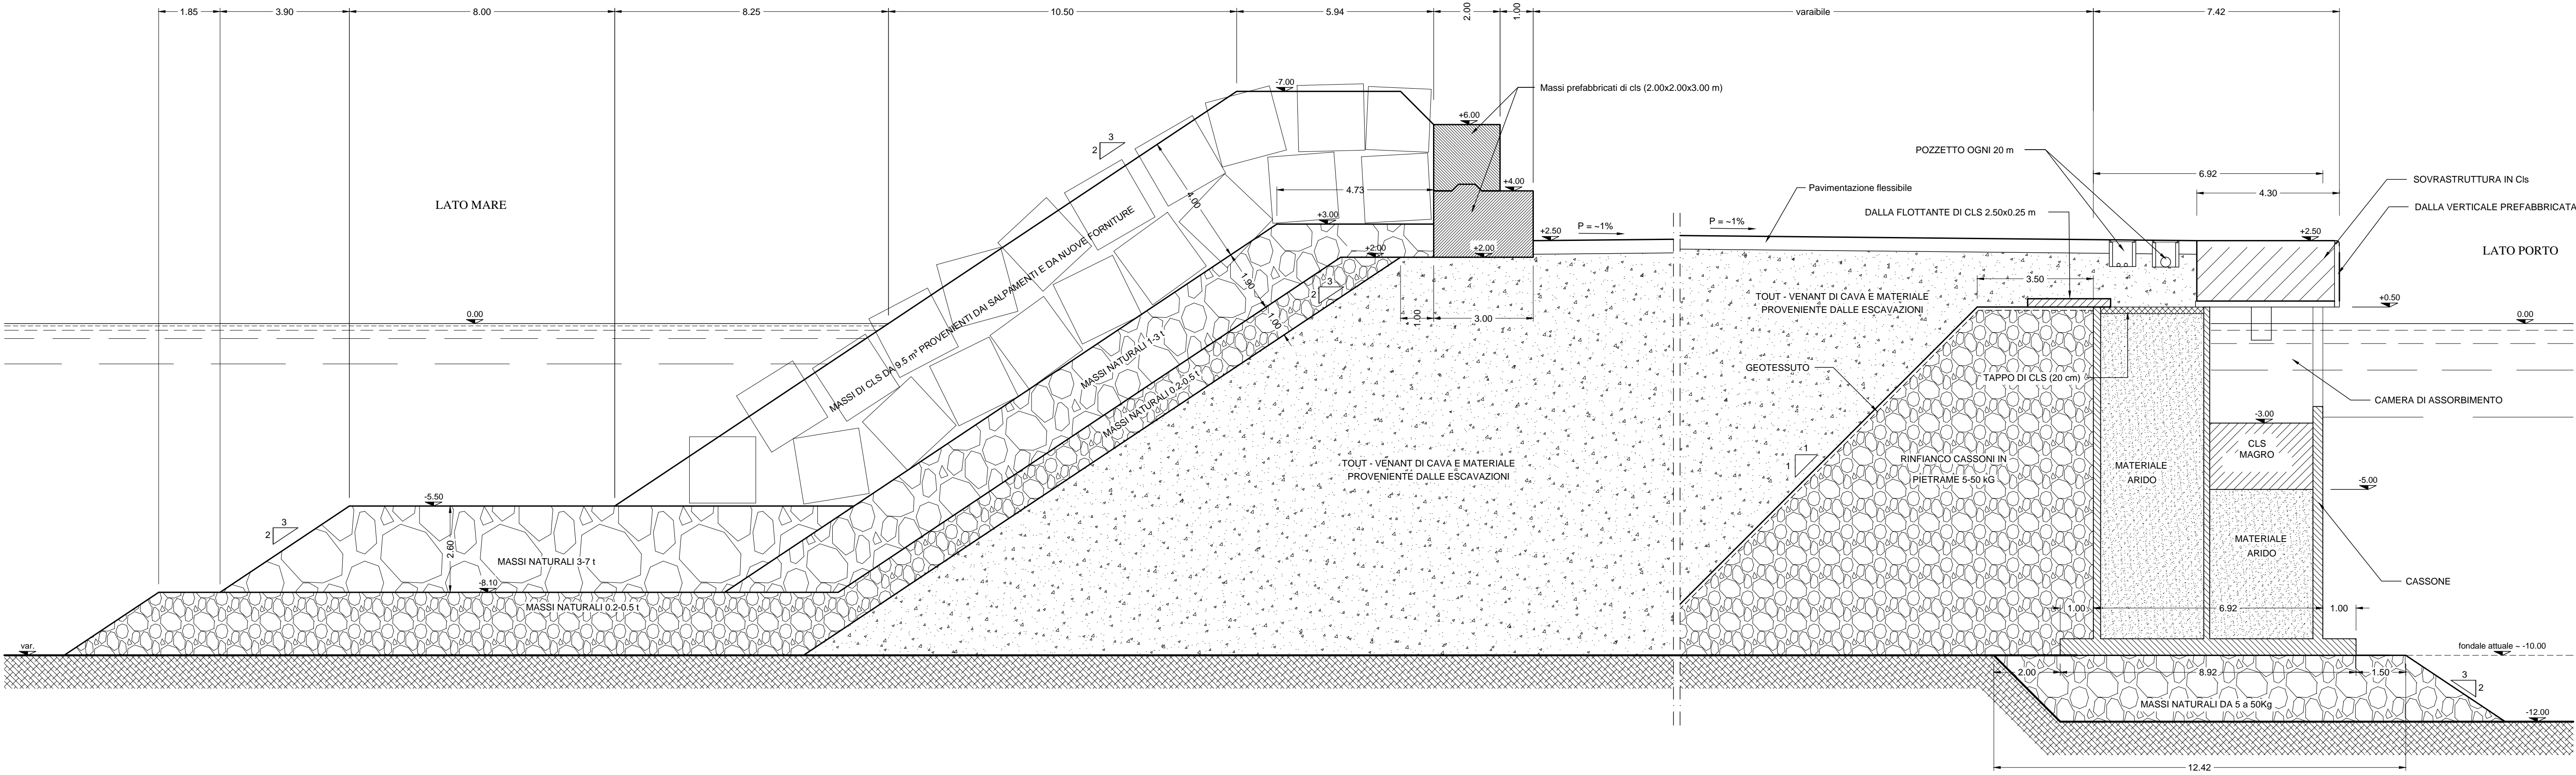 1.85
3.90
8.00
8.25
10.50
5.94
2.00
1.00
varaibile
7.42
-7.00
Massi prefabbricati di cls (2.00x2.00x3.00 m)
+6.00
3
2
POZZETTO OGNI 20 m
6.92
SOVRASTRUTTURA IN Cls
4.00
4.73
+4.00
Pavimentazione flessibile
4.30
LATO MARE
DALLA FLOTTANTE DI CLS 2.50x0.25 m
DALLA VERTICALE PREFABBRICATA
+3.00
P = ~1%
P = ~1%
+2.50
+2.50
+2.00
+2.00
LATO PORTO
MASSI DI CLS DA 9.5 m³ PROVENIENTI DAI SALPAMENTI E DA NUOVE FORNITURE
1.90
3
2
3.50
TOUT - VENANT DI CAVA E MATERIALE
PROVENIENTE DALLE ESCAVAZIONI
+0.50
0.00
1.00
1.00
3.00
0.00
MASSI NATURALI 1-3 t
GEOTESSUTO
TAPPO DI CLS (20 cm)
MASSI NATURALI 0.2-0.5 t
CAMERA DI ASSORBIMENTO
-3.00
CLS
MAGRO
1
1
TOUT - VENANT DI CAVA E MATERIALE
PROVENIENTE DALLE ESCAVAZIONI
RINFIANCO CASSONI IN
PIETRAME 5-50 kG
MATERIALE
ARIDO
-5.00
-5.50
3
2
2.60
MASSI NATURALI 3-7 t
MATERIALE
ARIDO
-8.10
CASSONE
MASSI NATURALI 0.2-0.5 t
1.00
6.92
1.00
var.
fondale attuale ~ -10.00
2.00
8.92
1.50
3
2
MASSI NATURALI DA 5 a 50Kg
-12.00
12.42